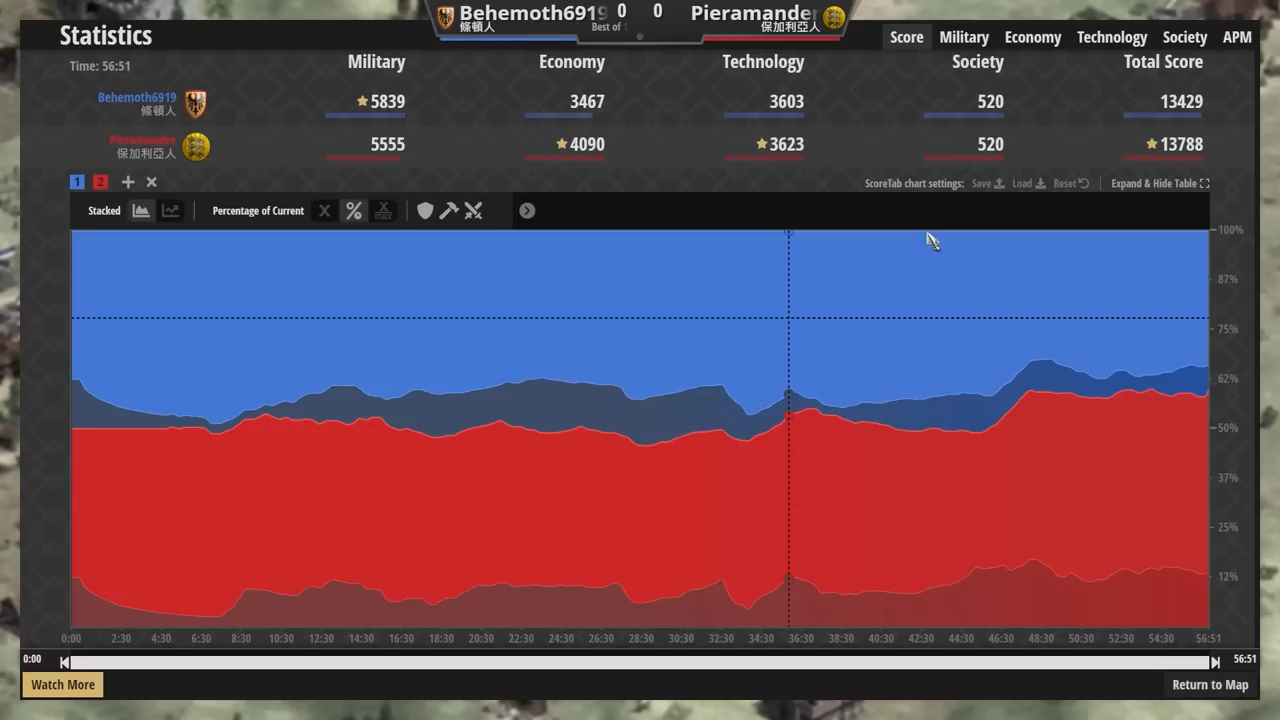 Behemoth6919 0 0 Pieramander
條頓人 Best of 1 保加利亞人
Statistics
Score Military Economy Technology Society APM
Time: 56:51 Military Economy Technology Society Total Score
Behemoth6919 5839 3467 3603 520 13429
條頓人
Pieramander 5555 4090 3623 520 13788
保加利亞人
1 2
ScoreTab chart settings: Save Load Reset Expand & Hide Table
Stacked Percentage of Current X % X max
100%
87%
75%
62%
50%
37%
25%
12%
0:00 2:30 4:30 6:30 8:30 10:30 12:30 14:30 16:30 18:30 20:30 22:30 24:30 26:30 28:30 30:30 32:30 34:30 36:30 38:30 40:30 42:30 44:30 46:30 48:30 50:30 52:30 54:30 56:51
0:00 56:51
Watch More Return to Map